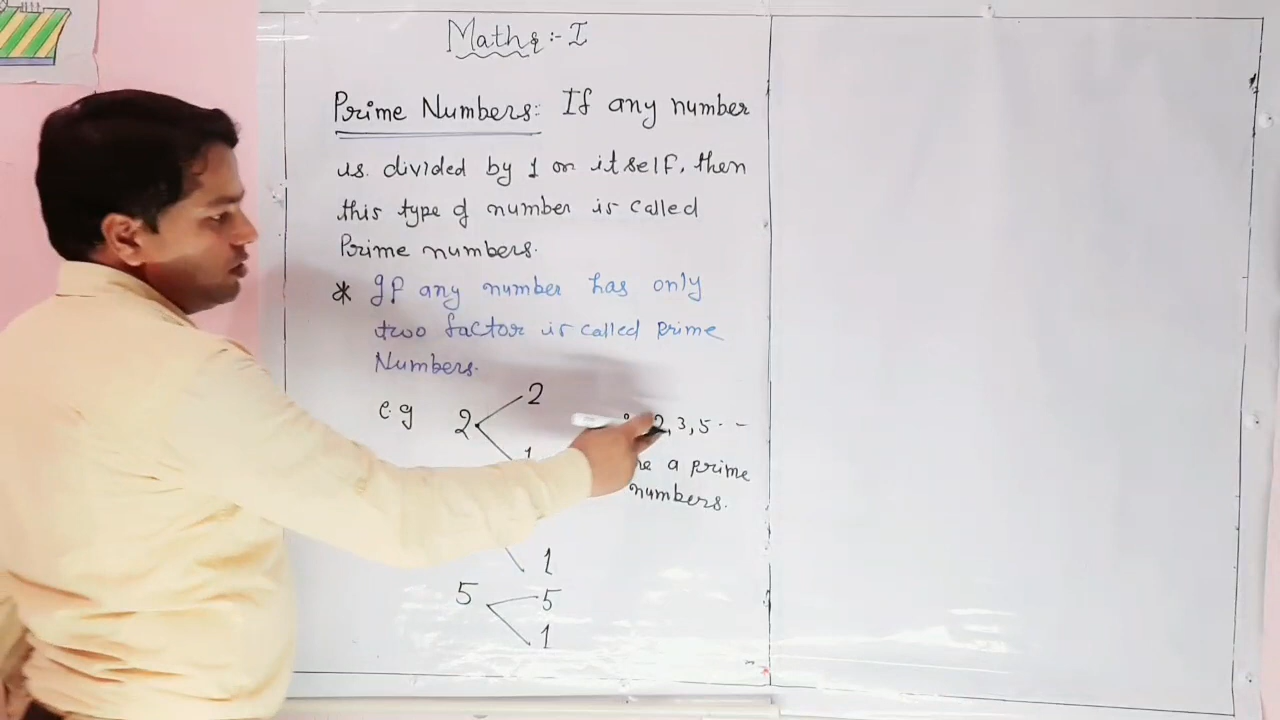 Maths:- I
Prime Numbers: If any number
is divided by 1 or itself, then
this type of number is called
Prime numbers.
* If any number has only
two factor is called prime
Numbers.
e.g 2 2
1
2, 3, 5 - -
a prime
numbers.
1
5 5
1